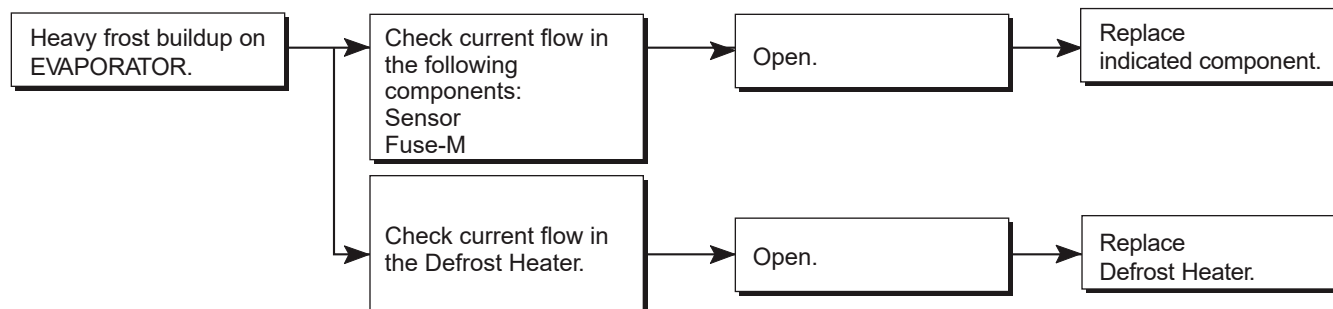 Heavy frost buildup on
EVAPORATOR.
Check current flow in
the following
components:
Sensor
Fuse-M
Open.
Replace
indicated component.
Check current flow in
the Defrost Heater.
Open.
Replace
Defrost Heater.